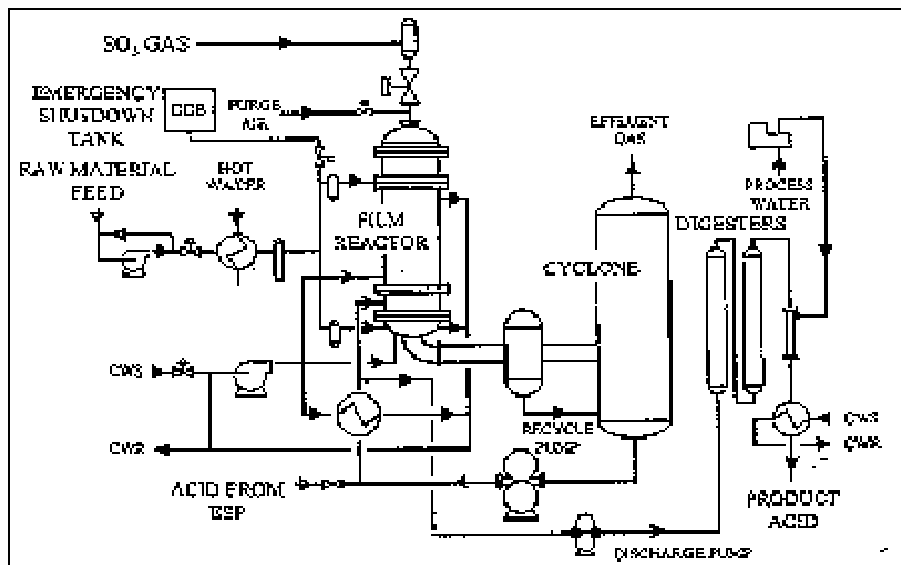 SO₃ GAS
EMERGENCY
SHUTDOWN
TANK
PURGE
AIR
RAW MATERIAL
FEED
HOT
WATER
FILM
REACTOR
EFFLUENT
GAS
PROCESS
WATER
DIGESTERS
CYCLONE
CWS
CWR
RECYCLE
PUMP
CWS
CWR
ACID FROM
ESP
PRODUCT
ACID
DISCHARGE PUMP